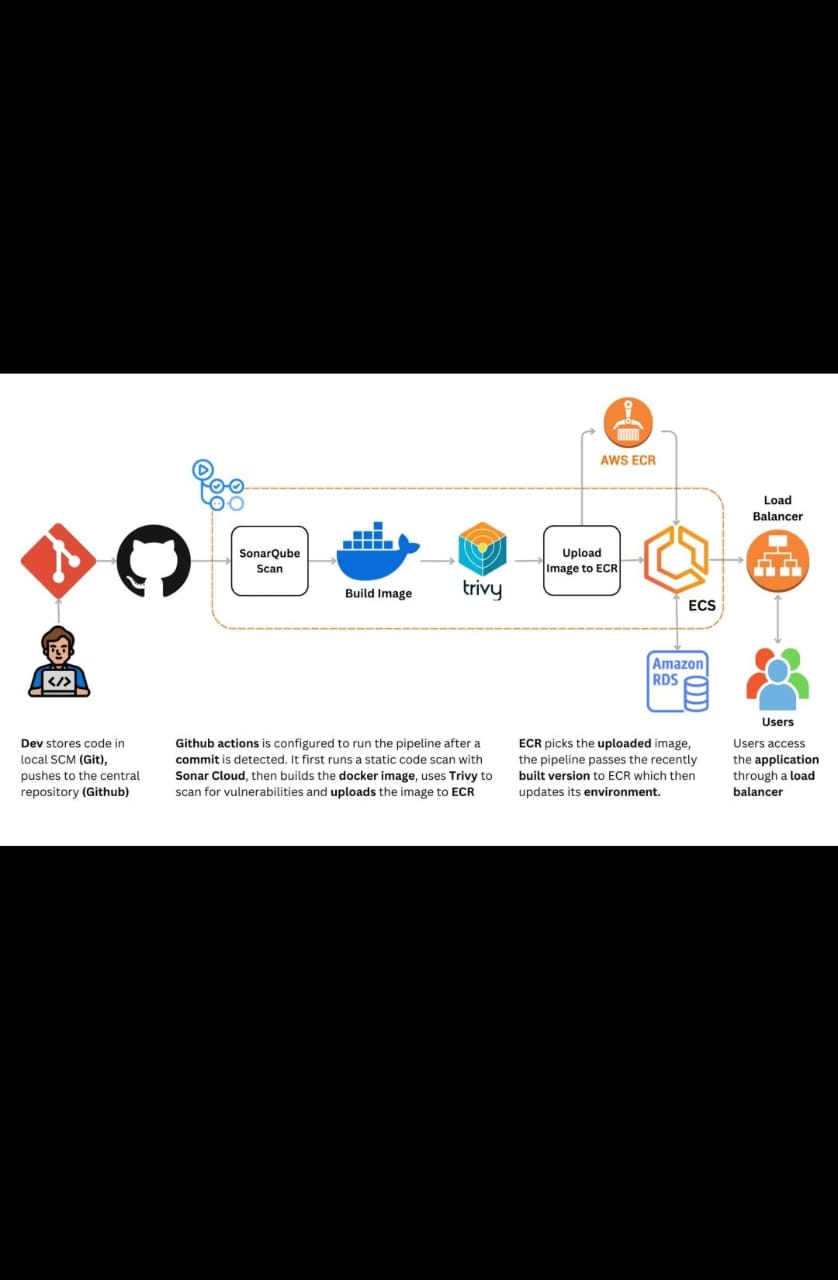 AWS ECR
Load
Balancer
SonarQube
Scan
Build Image
trivy
Upload
Image to ECR
ECS
</>
Amazon
RDS
Users
Dev stores code in
local SCM (Git),
pushes to the central
repository (Github)
Github actions is configured to run the pipeline after a
commit is detected. It first runs a static code scan with
Sonar Cloud, then builds the docker image, uses Trivy to
scan for vulnerabilities and uploads the image to ECR
ECR picks the uploaded image,
the pipeline passes the recently
built version to ECR which then
updates its environment.
Users access
the application
through a load
balancer